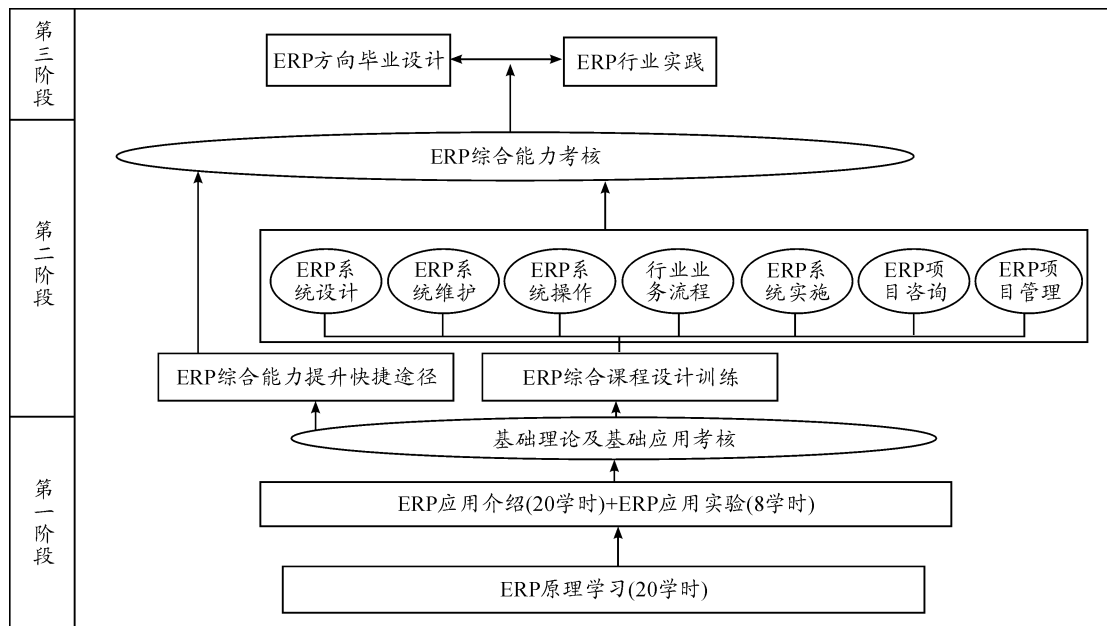 第三阶段
ERP方向毕业设计
ERP行业实践
第二阶段
ERP综合能力考核
ERP系
统设计
ERP系
统维护
ERP系
统操作
行业业
务流程
ERP系
统实施
ERP项
目咨询
ERP项
目管理
ERP综合能力提升快捷途径
ERP综合课程设计训练
第一阶段
基础理论及基础应用考核
ERP应用介绍(20学时)+ERP应用实验(8学时)
ERP原理学习(20学时)